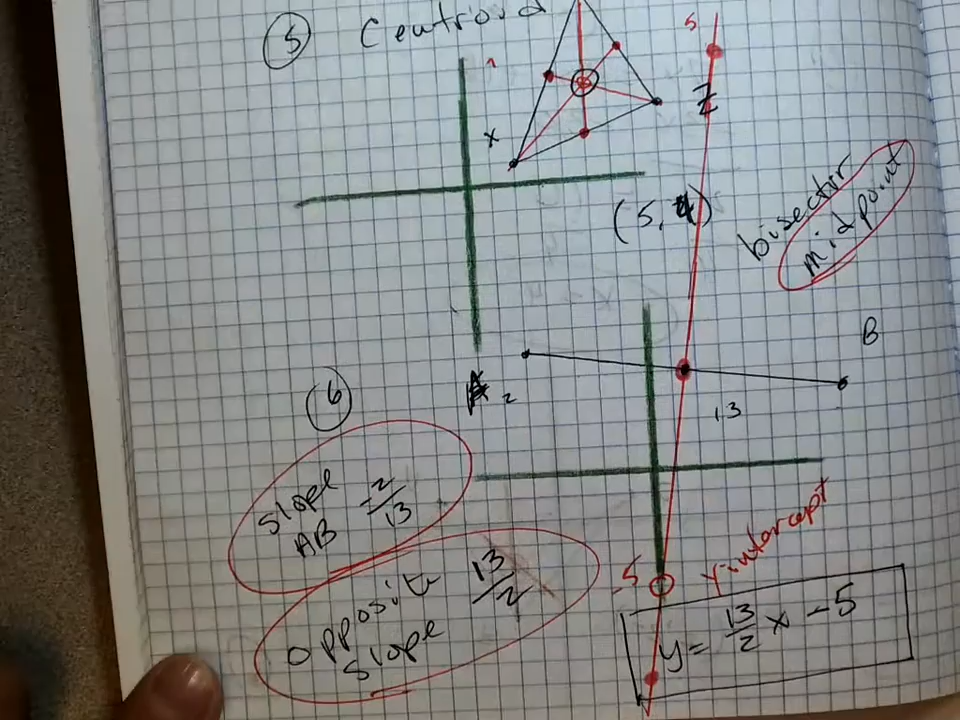 5 Centroid
x
5
(5, 4)
bisector
midpoint
B
A 2
13
6
Slope
AB -2/13
Opposite 13/2
Slope
-5
y intercept
y = 13/2 x - 5